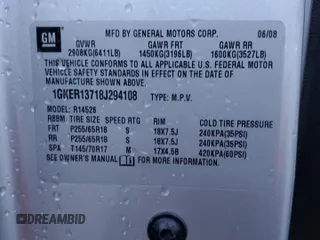 GM
MFD BY GENERAL MOTORS CORP. 06/08
GVWR GAWR FRT GAWR RR
2908KG(6411LB) 1450KG(3196LB) 1600KG(3527LB)
THIS VEHICLE CONFORMS TO ALL APPLICABLE U.S. FEDERAL MOTOR
VEHICLE SAFETY STANDARDS IN EFFECT ON THE DATE OF
MANUFACTURE SHOWN ABOVE.
1GKER13718J294108 TYPE: M.P.V.
MODEL: R14526
RBBM TIRE SIZE SPEED RTG RIM COLD TIRE PRESSURE
FRT P255/65R18 S 18X7.5J 240KPA(35PSI)
RR P255/65R18 S 18X7.5J 240KPA(35PSI)
SPA T145/70R17 M 17X4.5B 420KPA(60PSI)
SEE OWNER'S MANUAL FOR MORE INFORMATION.
©DREAMBID